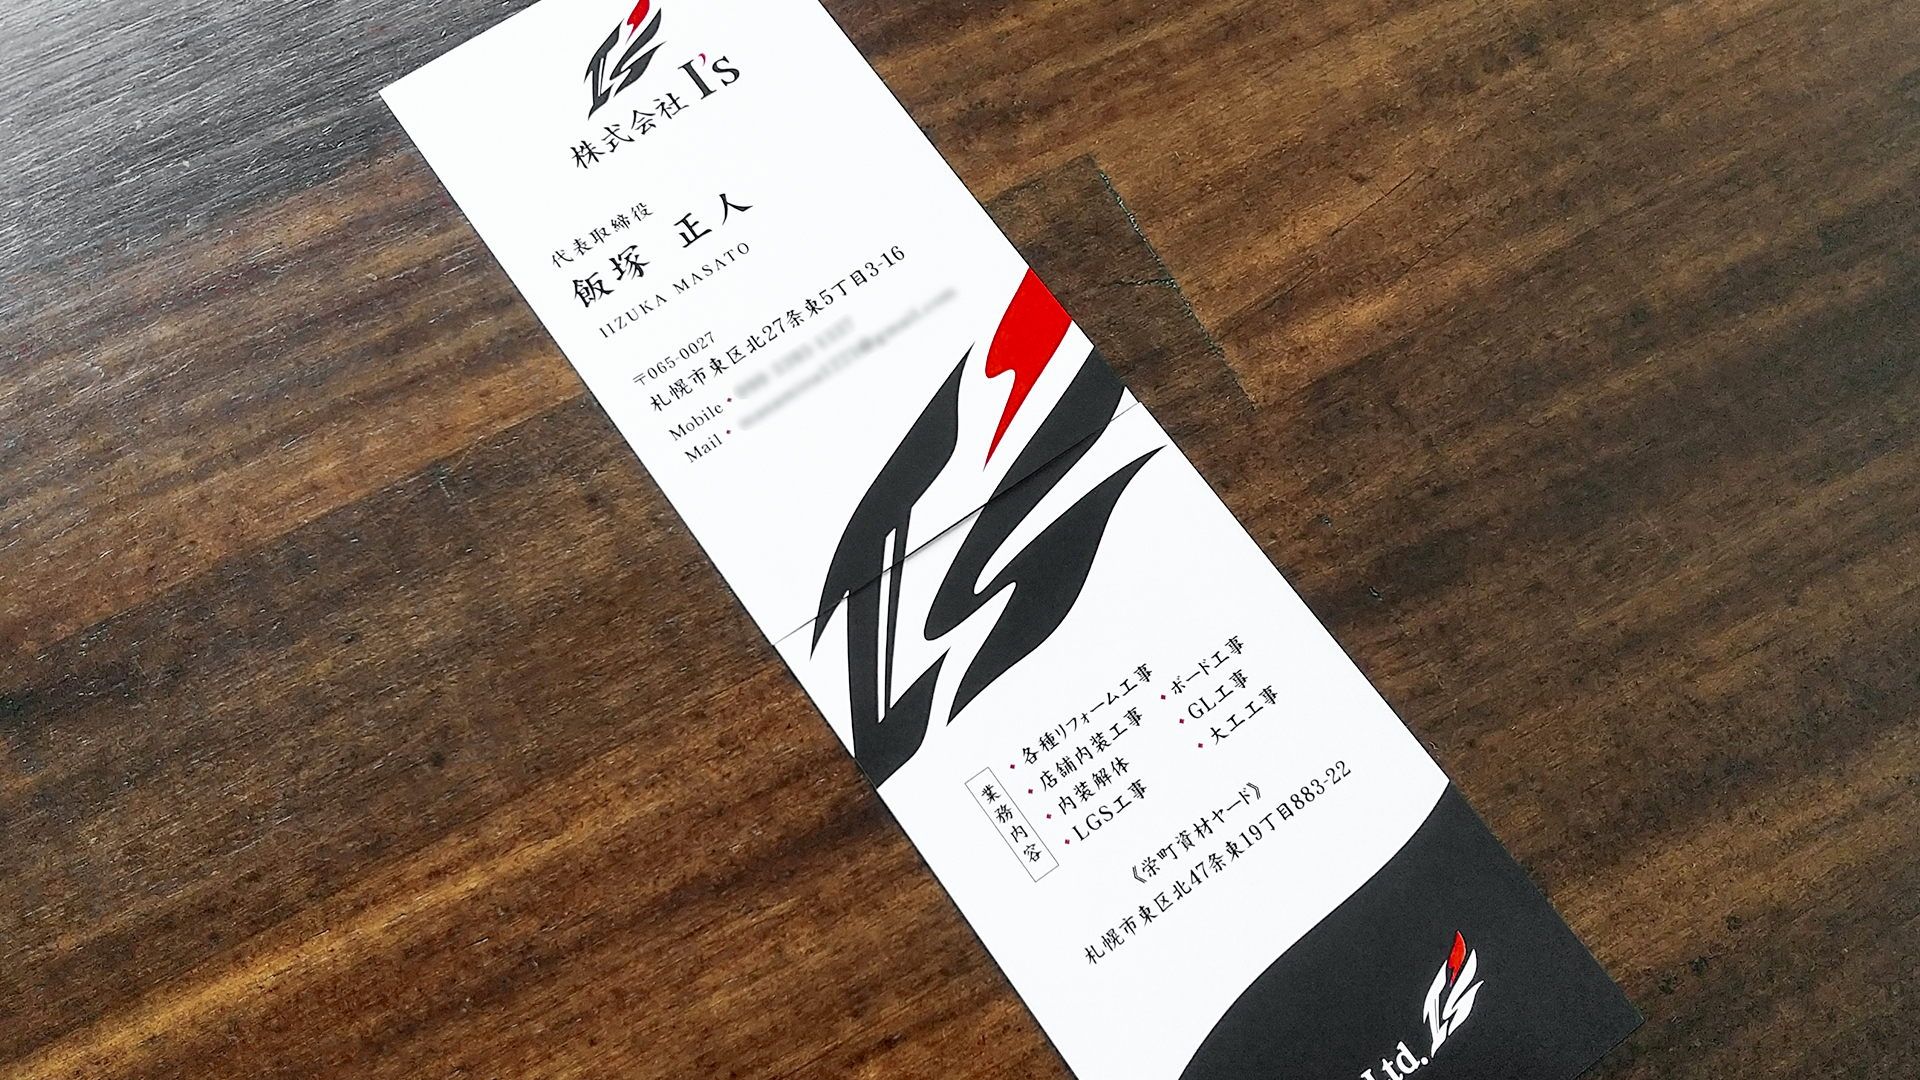 株式会社 I's
代表取締役
飯塚 正人
IIZUKA MASATO
〒065-0027
札幌市東区北27条東5丁目3-16
Mobile
Mail
業務内容
各種リフォーム工事
店舗内装工事
内装解体
LGS工事
ボード工事
GL工事
大工工事
《栄町資材ヤード》
札幌市東区北47条東19丁目883-22
Ltd.